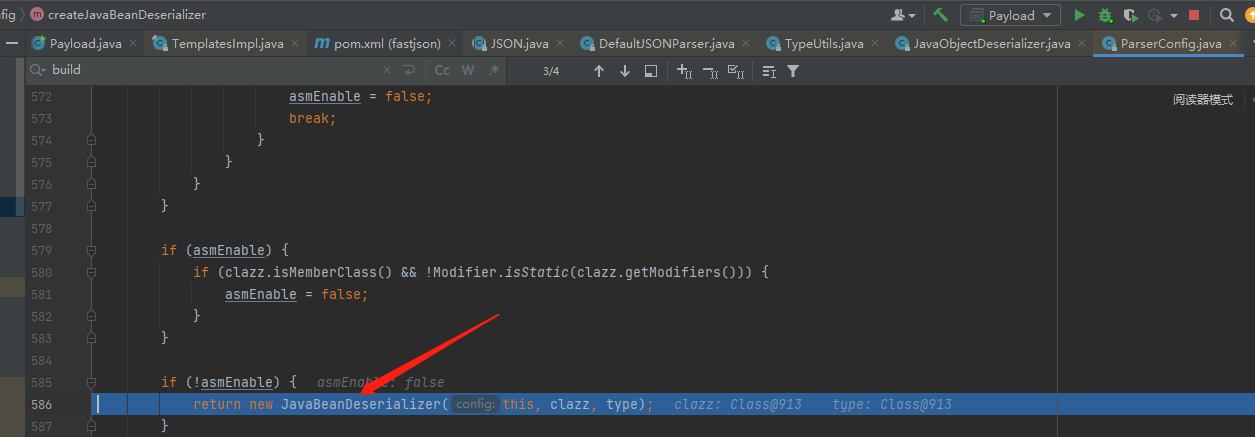 fig createJavaBeanDeserializer Payload
Payload.java TemplatesImpl.java pom.xml (fastjson) JSON.java DefaultJSONParser.java TypeUtils.java JavaObjectDeserializer.java ParserConfig.java
build Cc W .* 3/4
阅读器模式
572 asmEnable = false;
573 break;
574 }
575 }
576 }
577 }
578
579 if (asmEnable) {
580 if (clazz.isMemberClass() && !Modifier.isStatic(clazz.getModifiers())) {
581 asmEnable = false;
582 }
583 }
584
585 if (!asmEnable) { asmEnable: false
586 return new JavaBeanDeserializer( config: this, clazz, type); clazz: Class@913 type: Class@913
587 }